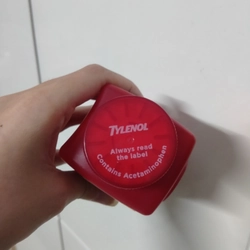 TYLENOL
Always read
the label
Contains Acetaminophen